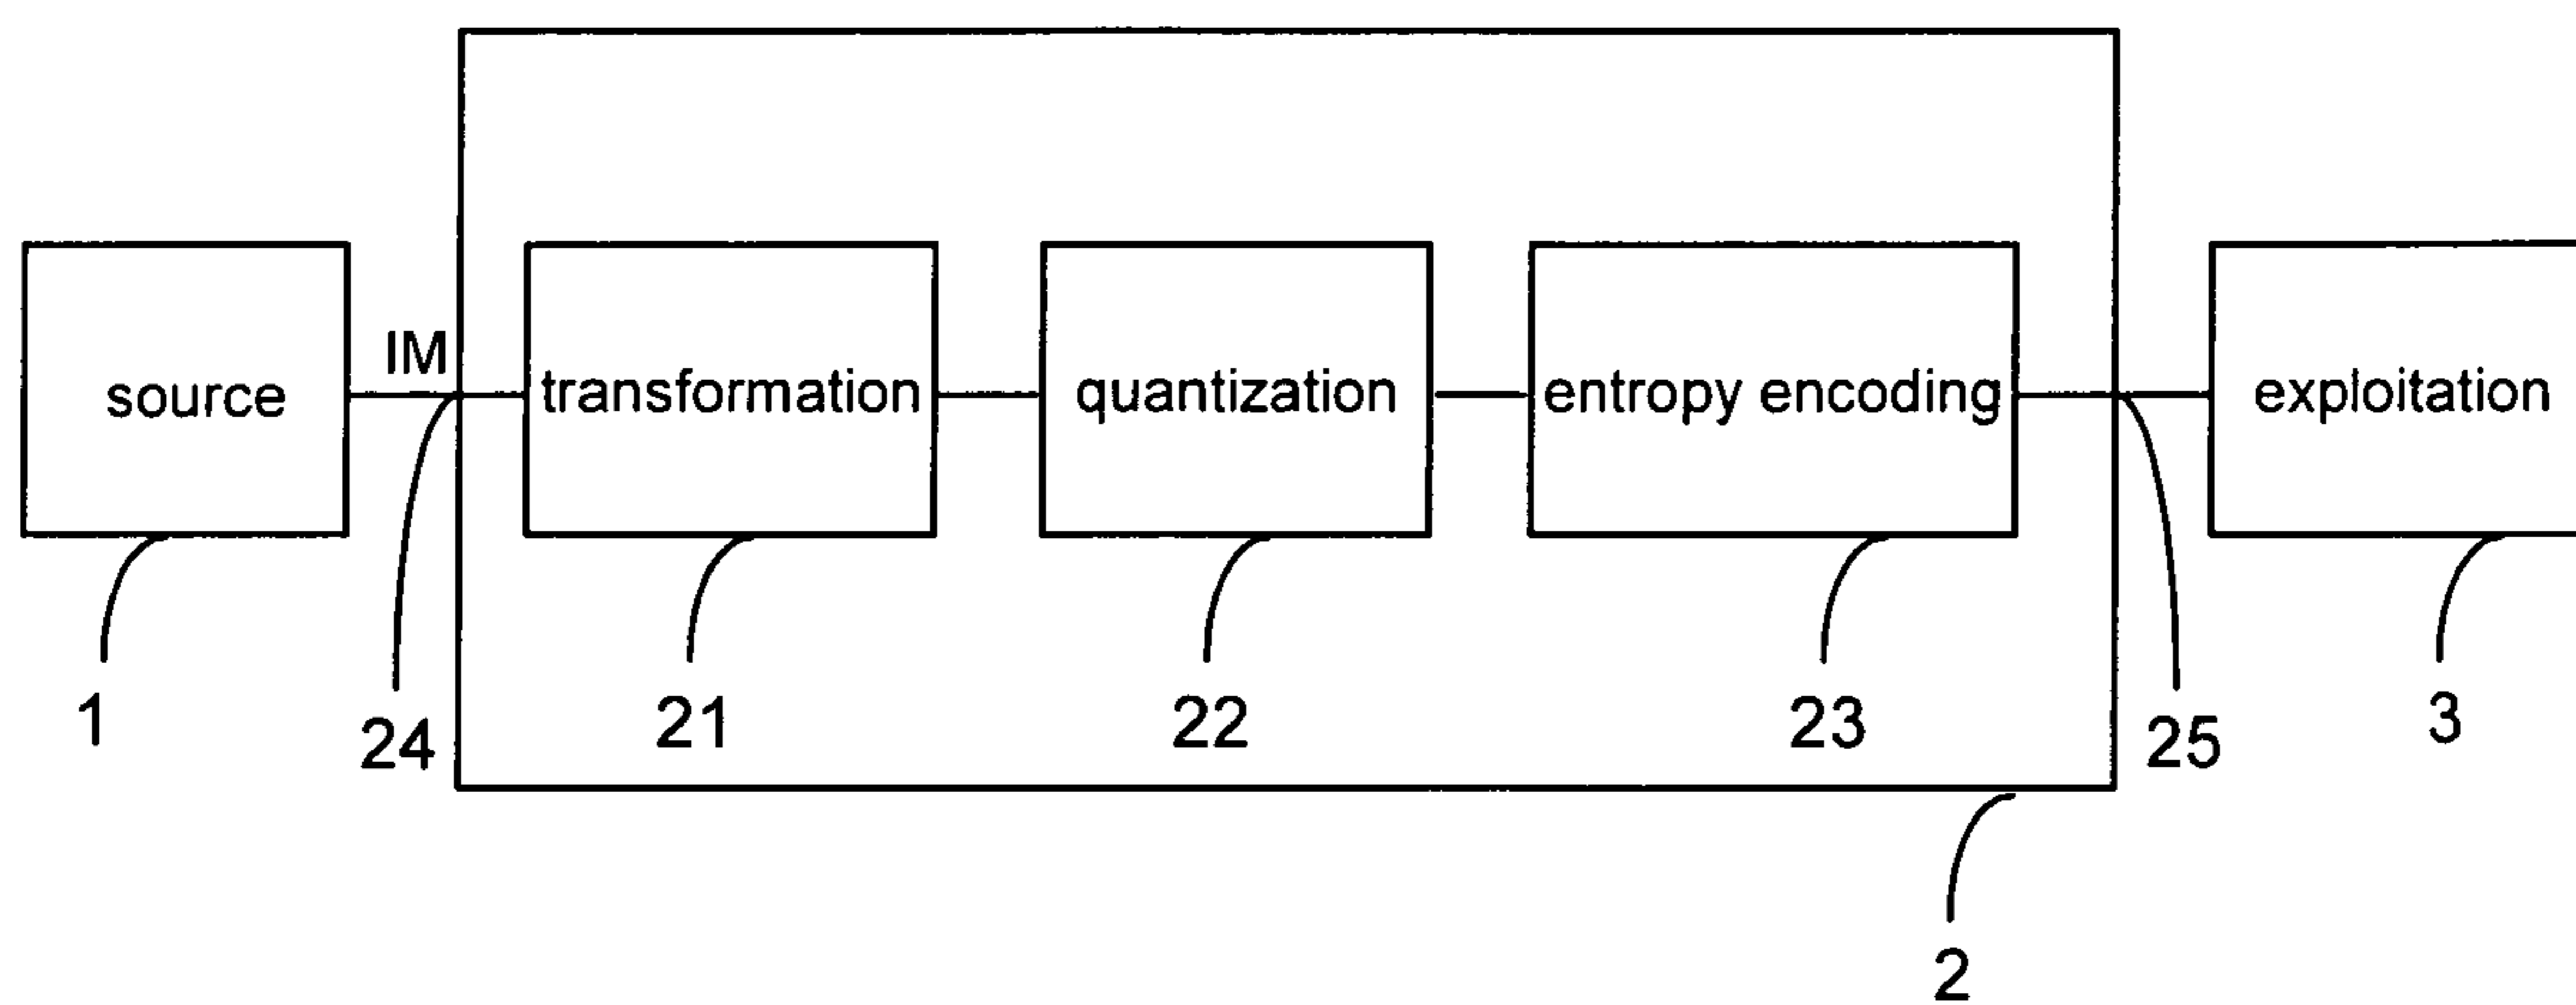 IM
source
transformation
quantization
entropy encoding
exploitation
1
24
21
22
23
25
3
2